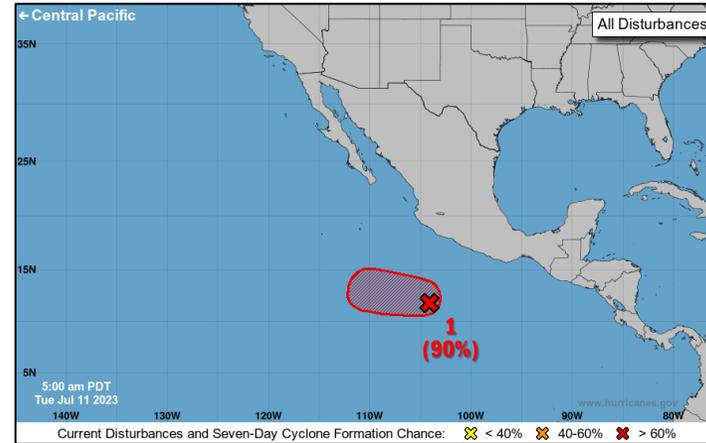 ← Central Pacific
All Disturbances
35N
25N
15N
1
(90%)
5N
5:00 am PDT
Tue Jul 11 2023
www.hurricanes.gov
140W 130W 120W 110W 100W 90W 80W
Current Disturbances and Seven-Day Cyclone Formation Chance: < 40% 40-60% > 60%